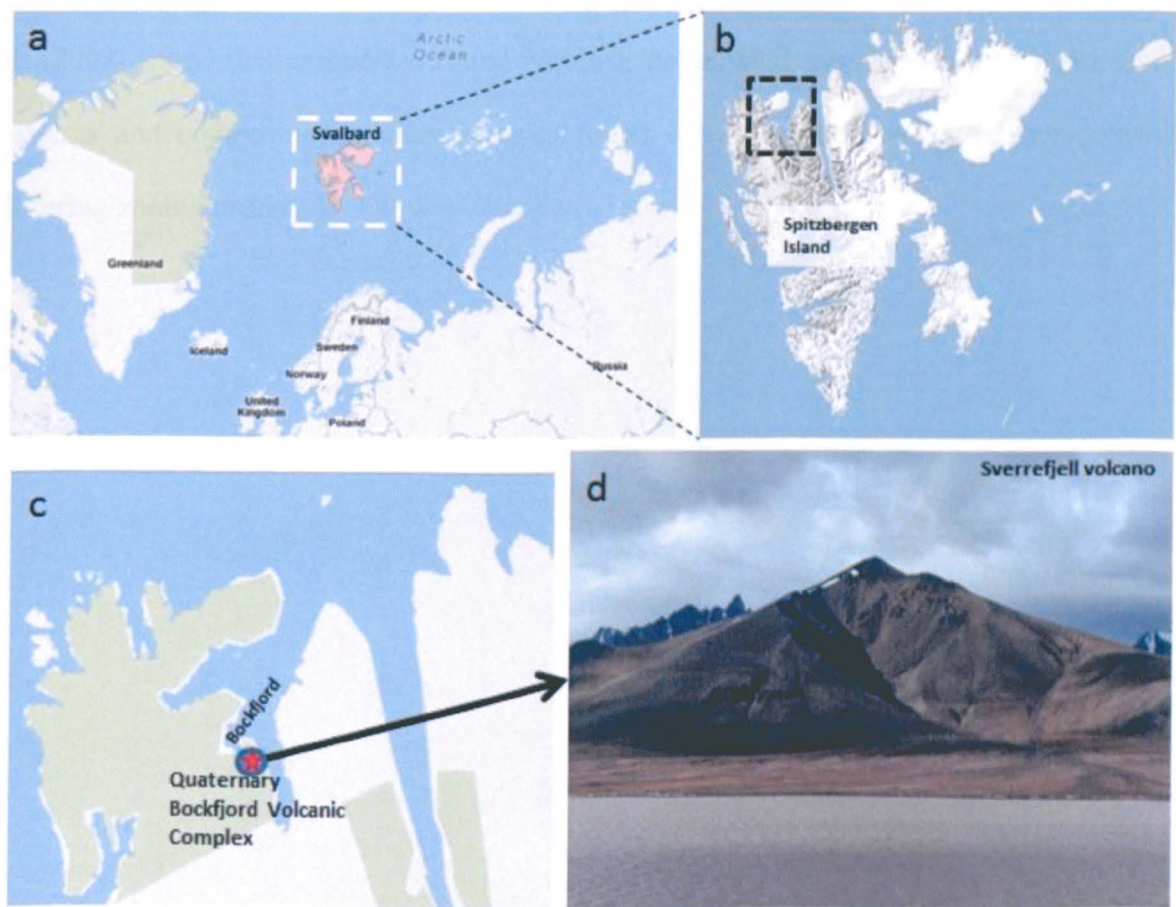 a
Arctic
Ocean
Svalbard
Greenland
Iceland
Finland
Sweden
Norway
Russia
United
Kingdom
Poland
b
Spitzbergen
Island
c
Bockfjord
Quaternary
Bockfjord Volcanic
Complex
d
Sverrefjell volcano